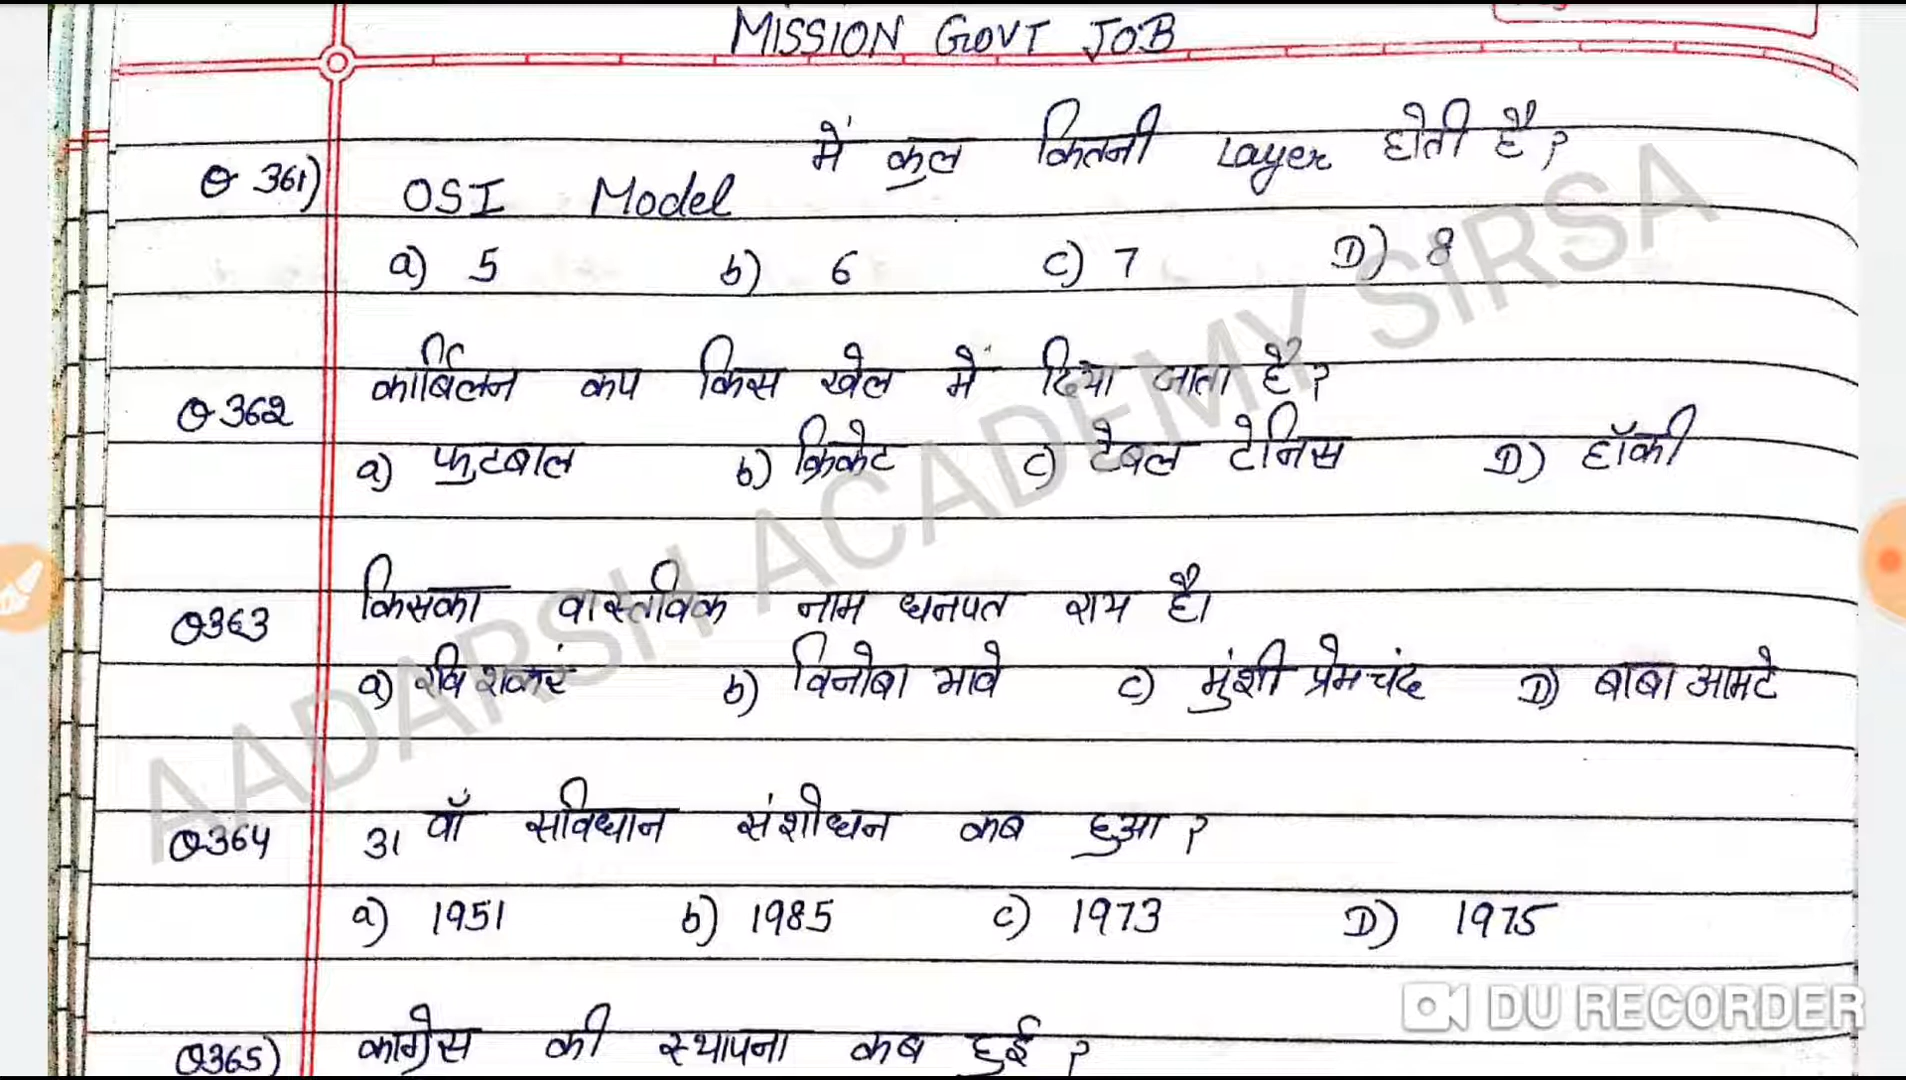 MISSION GOVT JOB
Q 361) OSI Model में कुल कितनी Layer होती है?
a) 5 b) 6 c) 7 D) 8
Q 362 कार्बिलन कप किस खेल में दिया जाता है?
a) फुटबाल b) क्रिकेट c) टेबल टेनिस D) हॉकी
Q363 किसका वास्तविक नाम धनपत राय है।
a) रवि शकरं b) विनोबा भावे c) मुंशी प्रेमचंद D) बाबा आमटे
Q364 31 वाँ सविधान संशोधन कब हुआ?
a) 1951 b) 1985 c) 1973 D) 1975
Q365) काग्रेस की स्थापना कब हुई?
AADARSH ACADEMY SIRSA
DU RECORDER